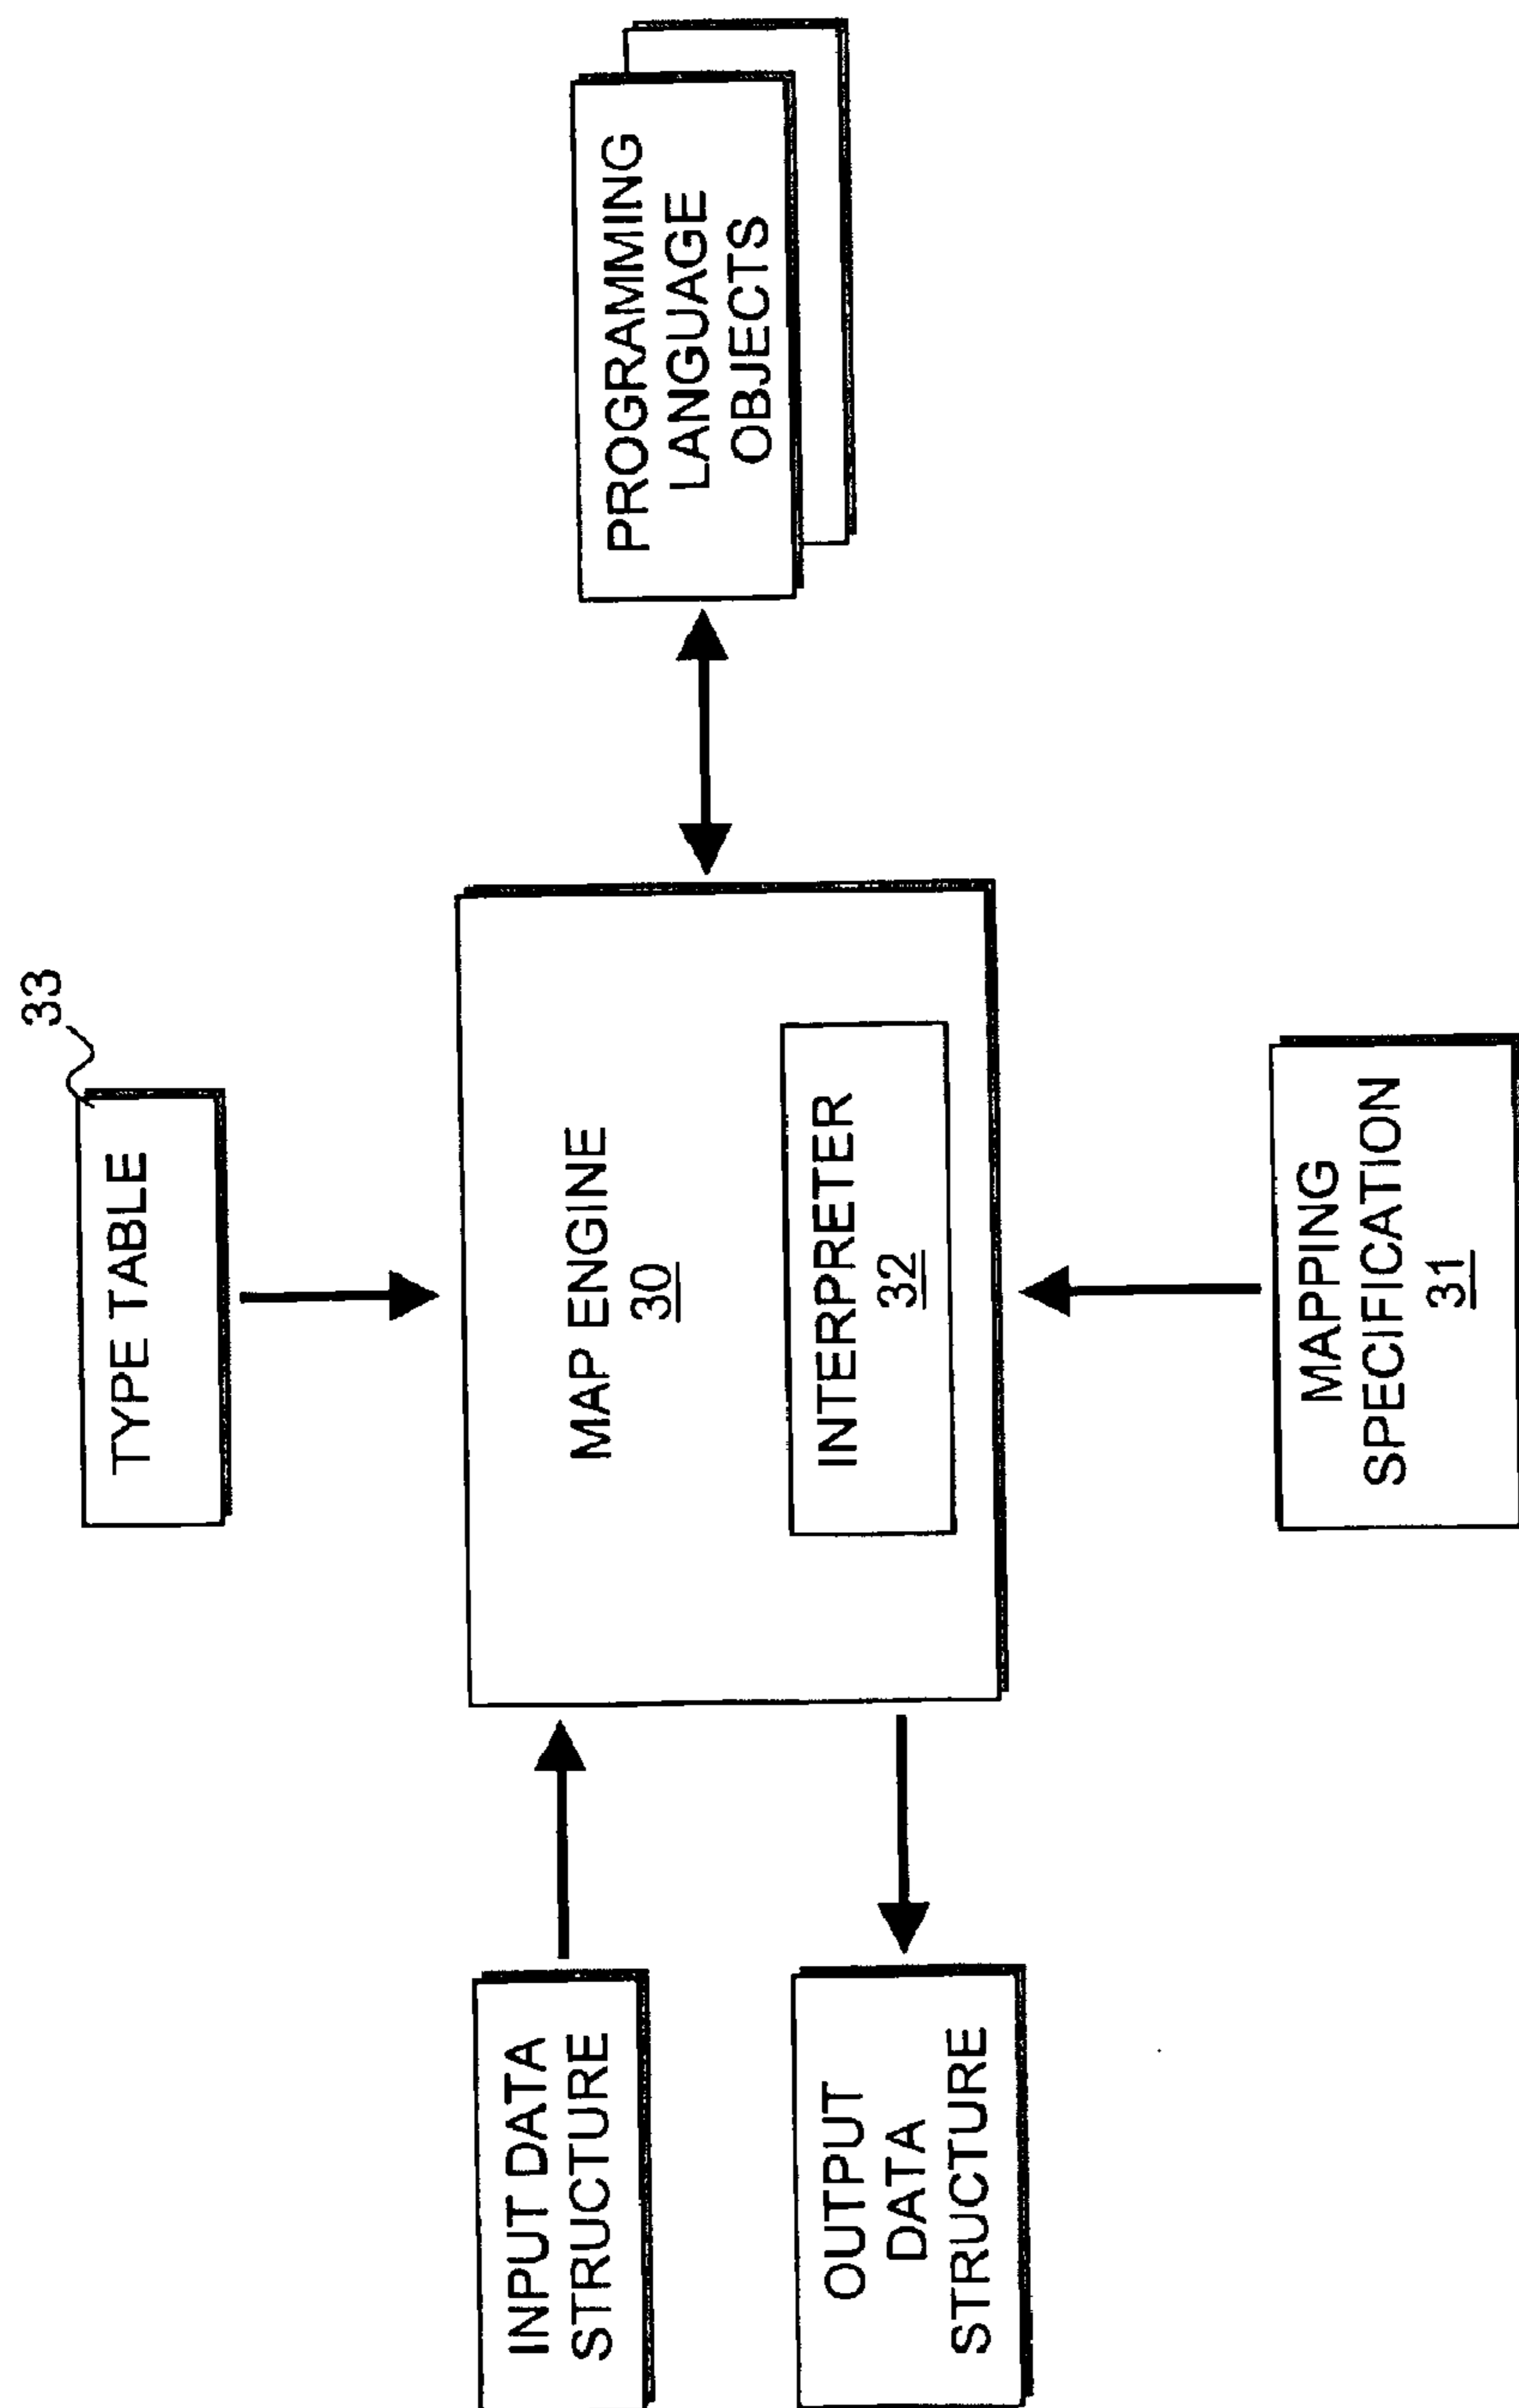 33
TYPE TABLE
INPUT DATA
STRUCTURE
MAP ENGINE
30
PROGRAMMING
LANGUAGE
OBJECTS
INTERPRETER
32
OUTPUT
DATA
STRUCTURE
MAPPING
SPECIFICATION
31